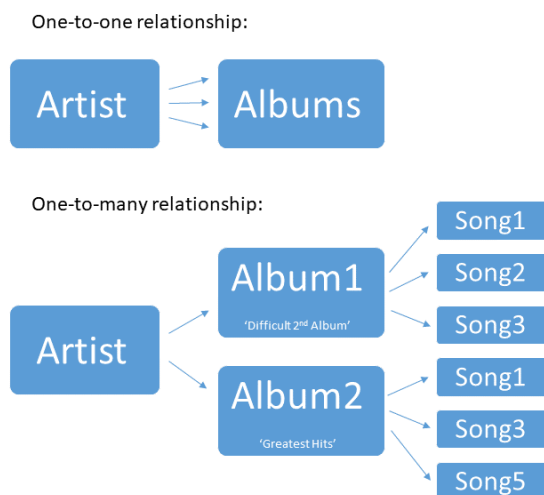 One-to-one relationship:
Artist
Albums
One-to-many relationship:
Artist
Album1
'Difficult 2nd Album'
Album2
'Greatest Hits'
Song1
Song2
Song3
Song1
Song3
Song5